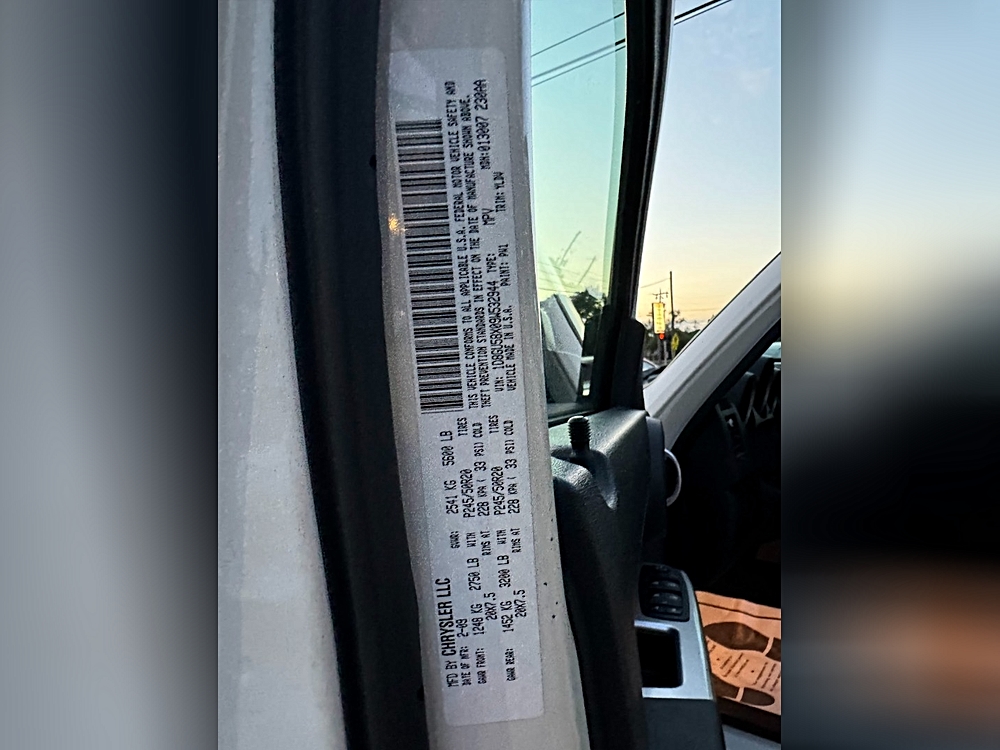 MFD BY CHRYSLER LLC
DATE OF MFR: 2-09 GVWR: 2541 KG 5600 LB
GAWR FRONT: 1248 KG 2750 LB WITH P245/50R20 TIRES
20X7.5 RIMS AT 228 KPA ( 33 PSI) COLD
GAWR REAR: 1452 KG 3200 LB WITH P245/50R20 TIRES
20X7.5 RIMS AT 228 KPA ( 33 PSI) COLD
THIS VEHICLE CONFORMS TO ALL APPLICABLE U.S.A. FEDERAL MOTOR VEHICLE SAFETY AND
THEFT PREVENTION STANDARDS IN EFFECT ON THE DATE OF MANUFACTURE SHOWN ABOVE.
VIN: 1D8GU58X09W532944 TYPE: MPV MDH:013007 230AA
VEHICLE MADE IN U.S.A. PAINT: PW1 TRIM: YLDV